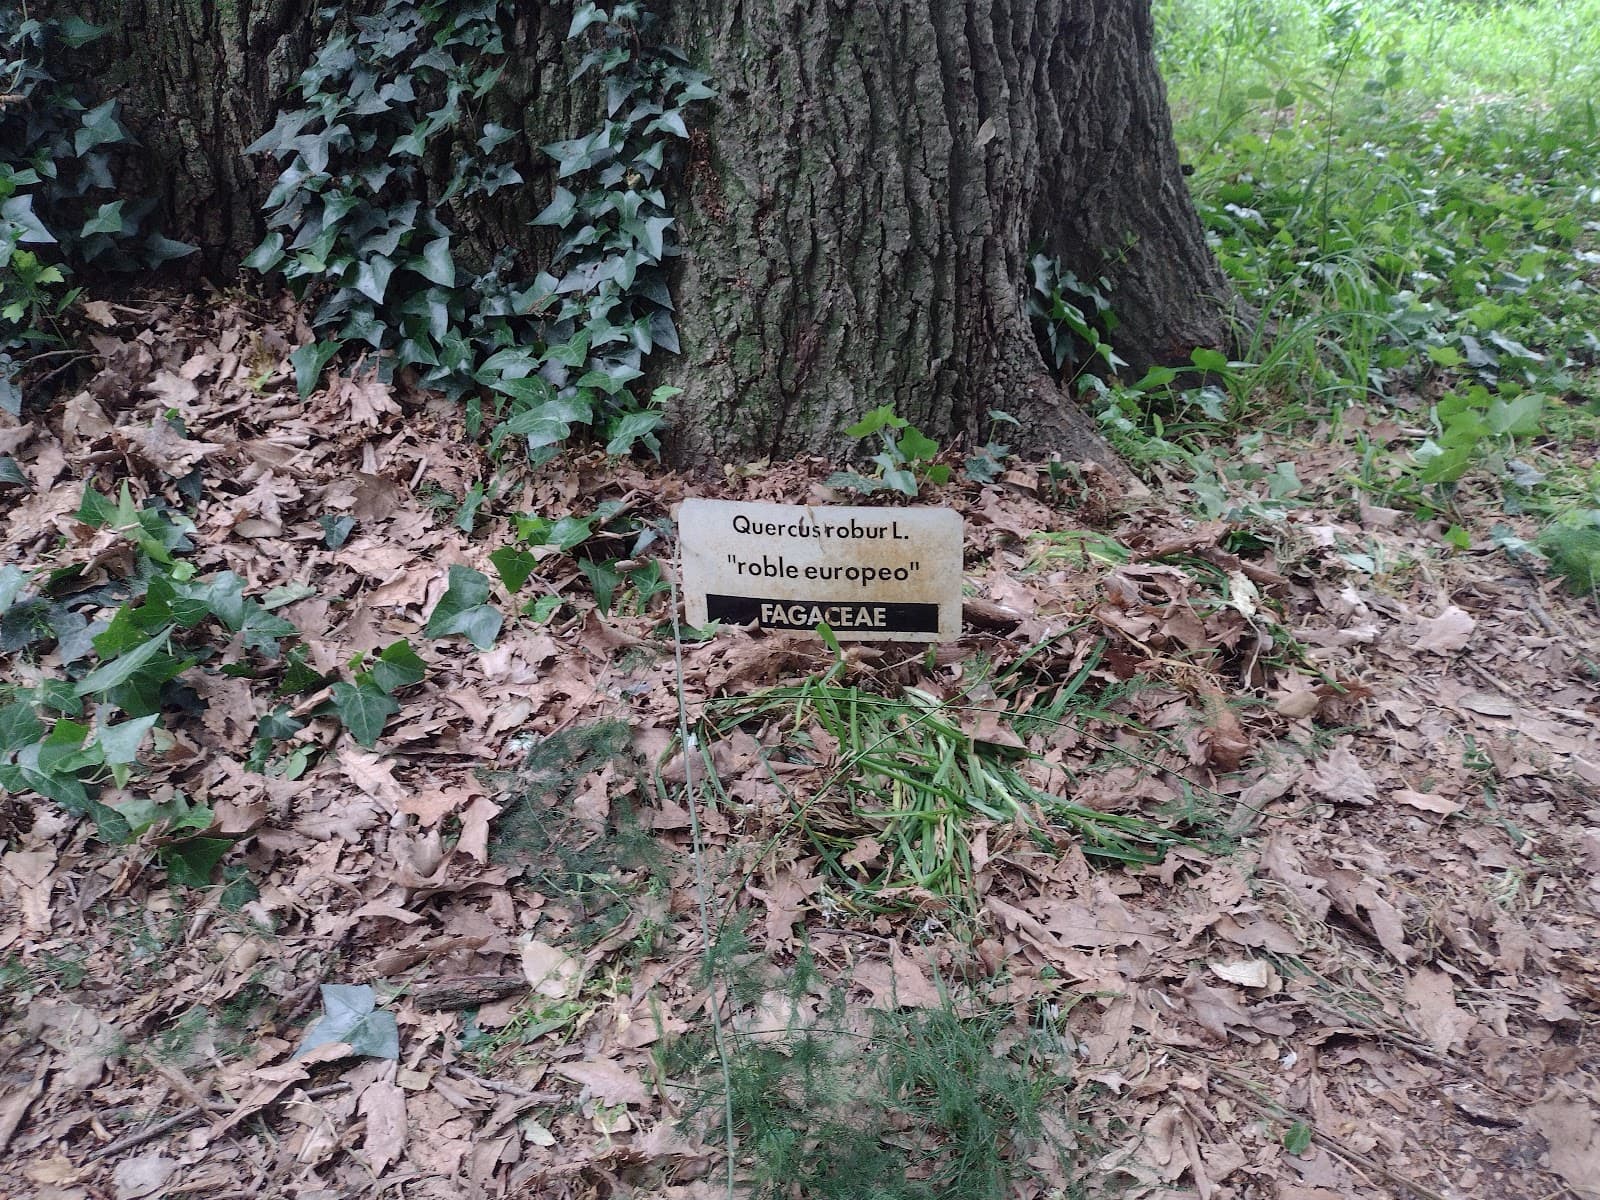 Quercus robur L.
"roble europeo"
FAGACEAE